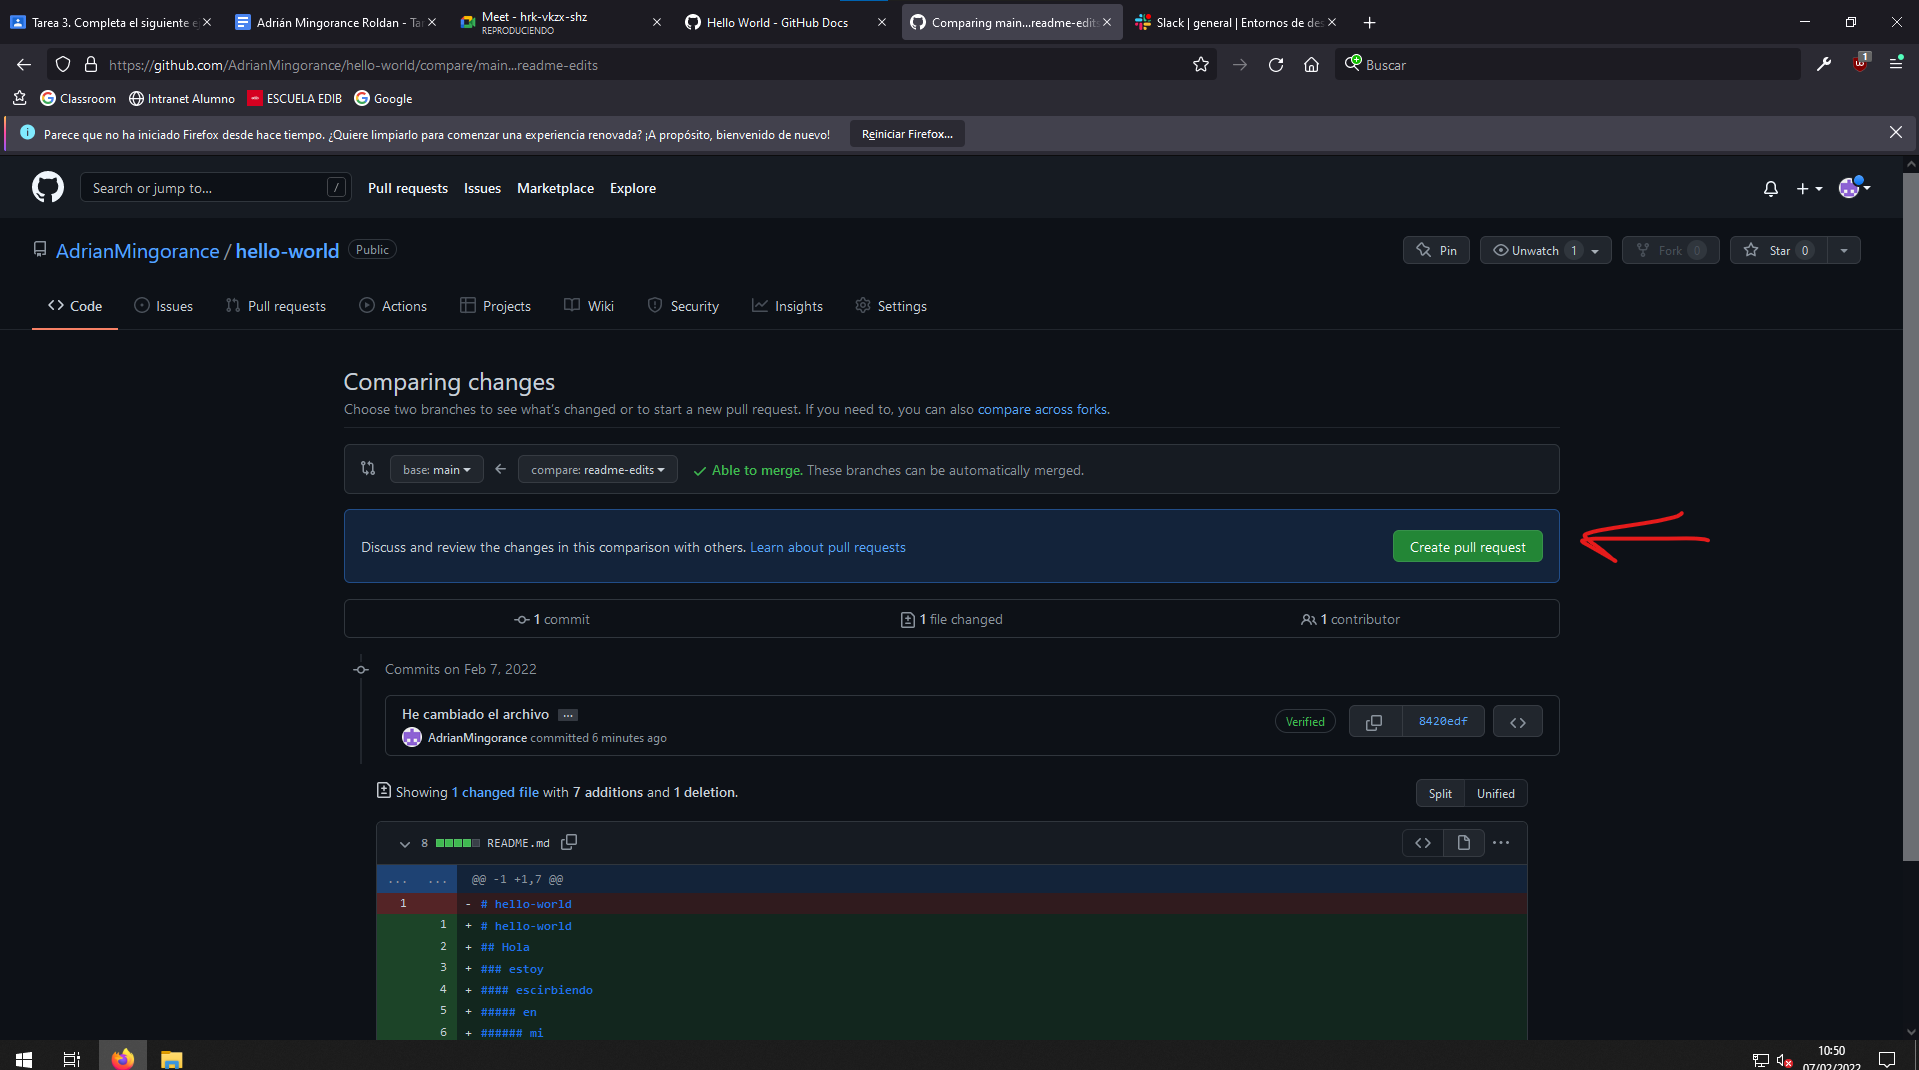 Tarea 3. Completa el siguiente e
Adrián Mingorance Roldan - Ta
Meet - hrk-vkzx-shz
REPRODUCIENDO
Hello World - GitHub Docs
Comparing main...readme-edits
Slack | general | Entornos de des
https://github.com/AdrianMingorance/hello-world/compare/main...readme-edits
Buscar
1
Classroom
Intranet Alumno
ESCUELA EDIB
Google
Parece que no ha iniciado Firefox desde hace tiempo. ¿Quiere limpiarlo para comenzar una experiencia renovada? ¡A propósito, bienvenido de nuevo!
Reiniciar Firefox...
Search or jump to... /
Pull requests Issues Marketplace Explore
AdrianMingorance / hello-world Public
Pin
Unwatch 1
Fork 0
Star 0
Code Issues Pull requests Actions Projects Wiki Security Insights Settings
Comparing changes
Choose two branches to see what's changed or to start a new pull request. If you need to, you can also compare across forks.
base: main compare: readme-edits Able to merge. These branches can be automatically merged.
Discuss and review the changes in this comparison with others. Learn about pull requests
Create pull request
1 commit
1 file changed
1 contributor
Commits on Feb 7, 2022
He cambiado el archivo ...
AdrianMingorance committed 6 minutes ago
Verified
8420edf
Showing 1 changed file with 7 additions and 1 deletion.
Split Unified
8 README.md
... ... @@ -1 +1,7 @@
1 - # hello-world
1 + # hello-world
2 + ## Hola
3 + ### estoy
4 + #### escirbiendo
5 + ##### en
6 + ###### mi
10:50
07/02/2022